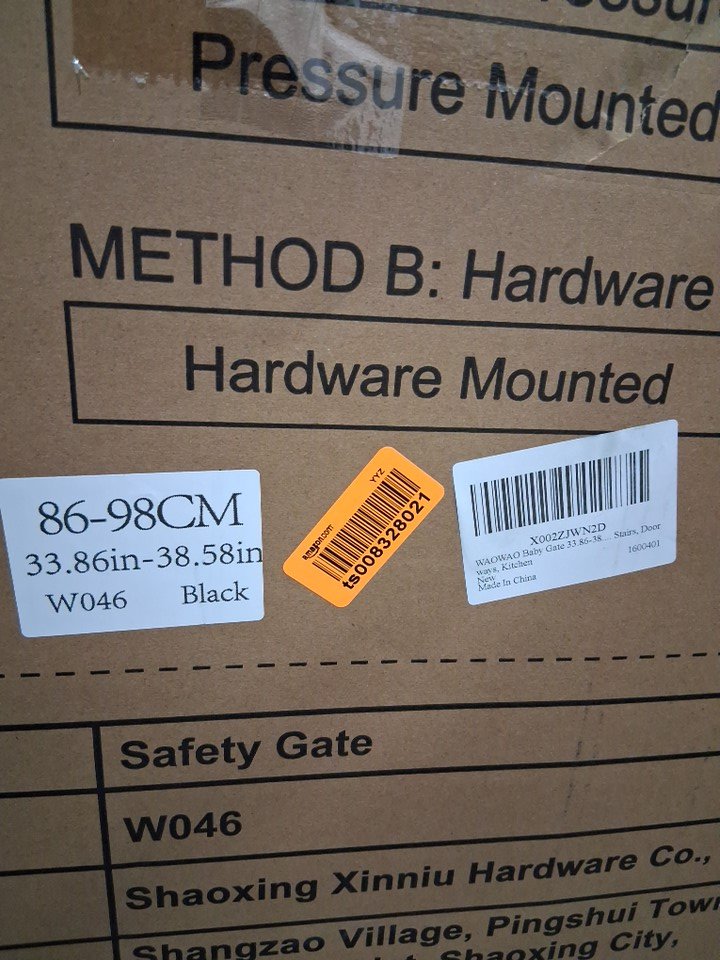 Pressure Mounted
METHOD B: Hardware
Hardware Mounted
86-98CM
33.86in-38.58in
W046 Black
YYZ
amazon.com
ts008328021
X002ZJWN2D
WAOWAO Baby Gate 33.86-38.... Stairs, Door
ways, Kitchen
New
1600401
Made In China
Safety Gate
W046
Shaoxing Xinniu Hardware Co.,
Shangzao Village, Pingshui Town
Shaoxing City,